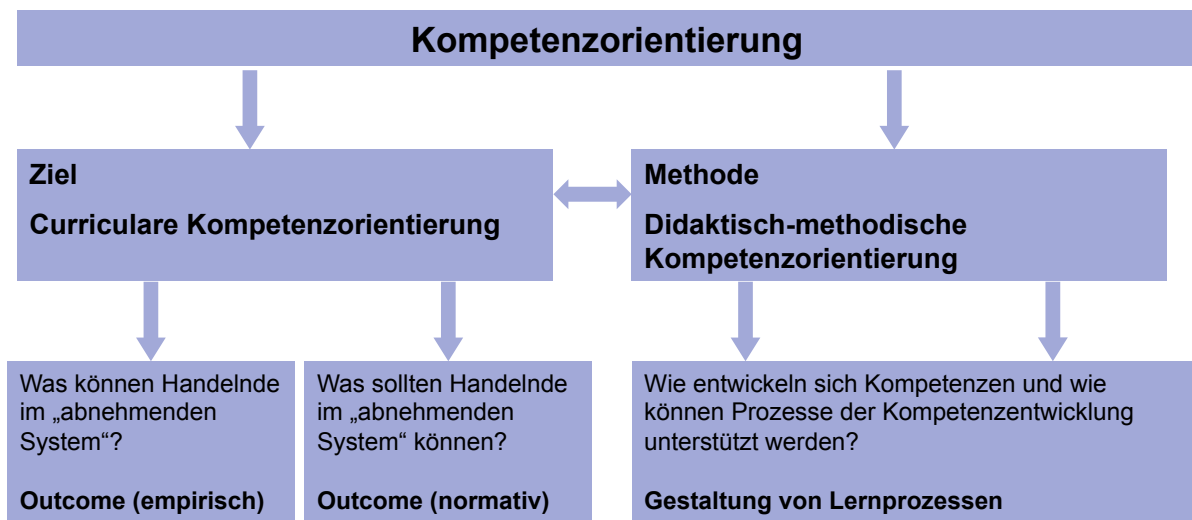 Kompetenzorientierung
Ziel
Curriculare Kompetenzorientierung
Methode
Didaktisch-methodische
Kompetenzorientierung
Was können Handelnde
im „abnehmenden
System“?
Outcome (empirisch)
Was sollten Handelnde
im „abnehmenden
System“ können?
Outcome (normativ)
Wie entwickeln sich Kompetenzen und wie
können Prozesse der Kompetenzentwicklung
unterstützt werden?
Gestaltung von Lernprozessen